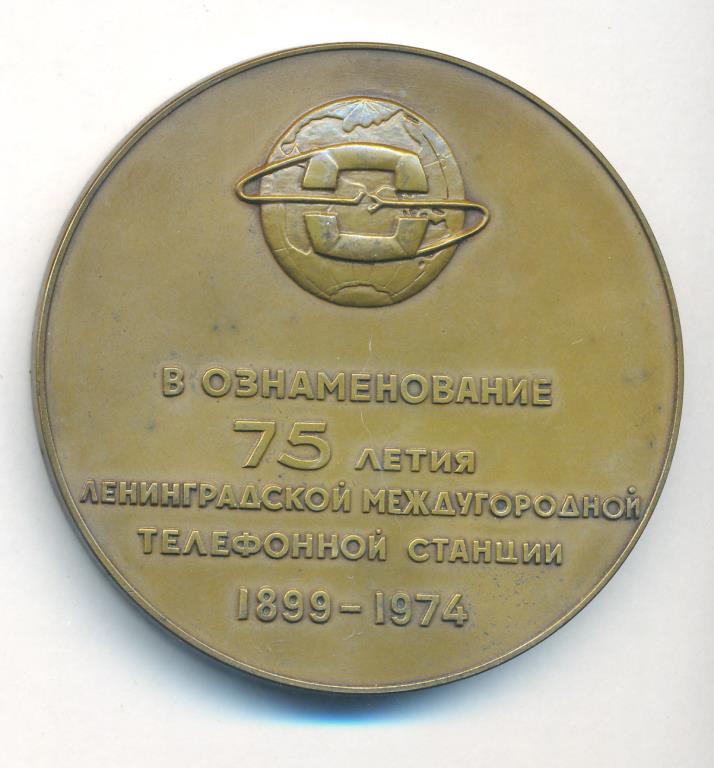 В ОЗНАМЕНОВАНИЕ
75 ЛЕТИЯ
ЛЕНИНГРАДСКОЙ МЕЖДУГОРОДНОЙ
ТЕЛЕФОННОЙ СТАНЦИИ
1899-1974